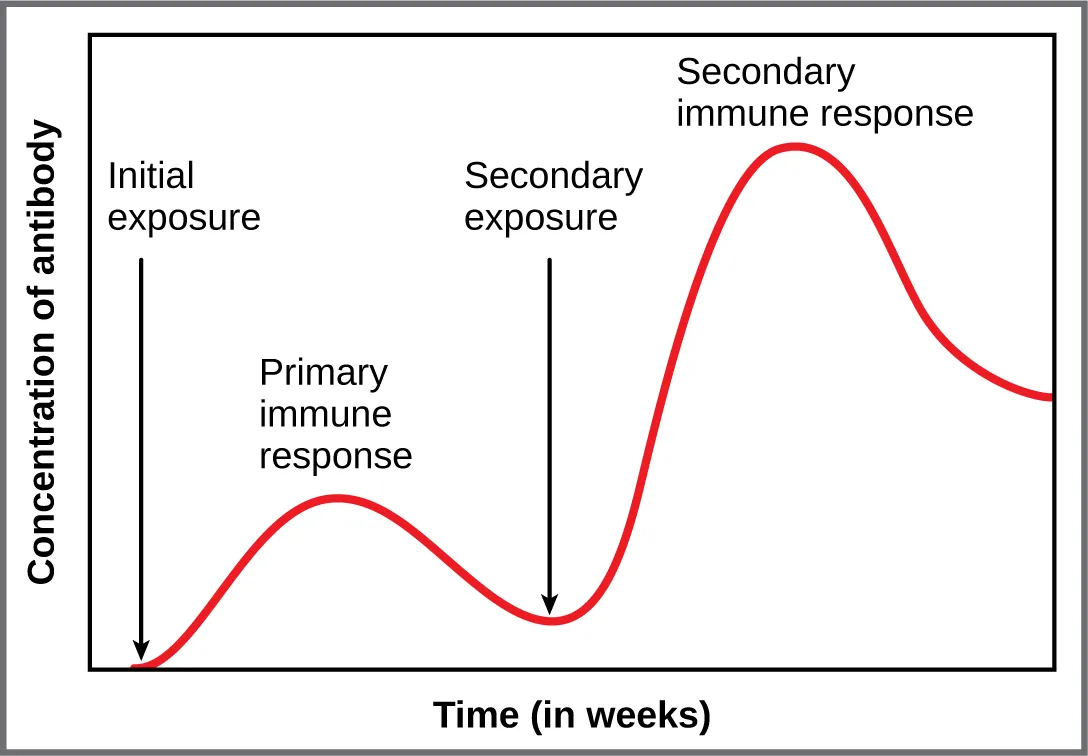 Concentration of antibody
Initial
exposure
Primary
immune
response
Secondary
exposure
Secondary
immune response
Time (in weeks)